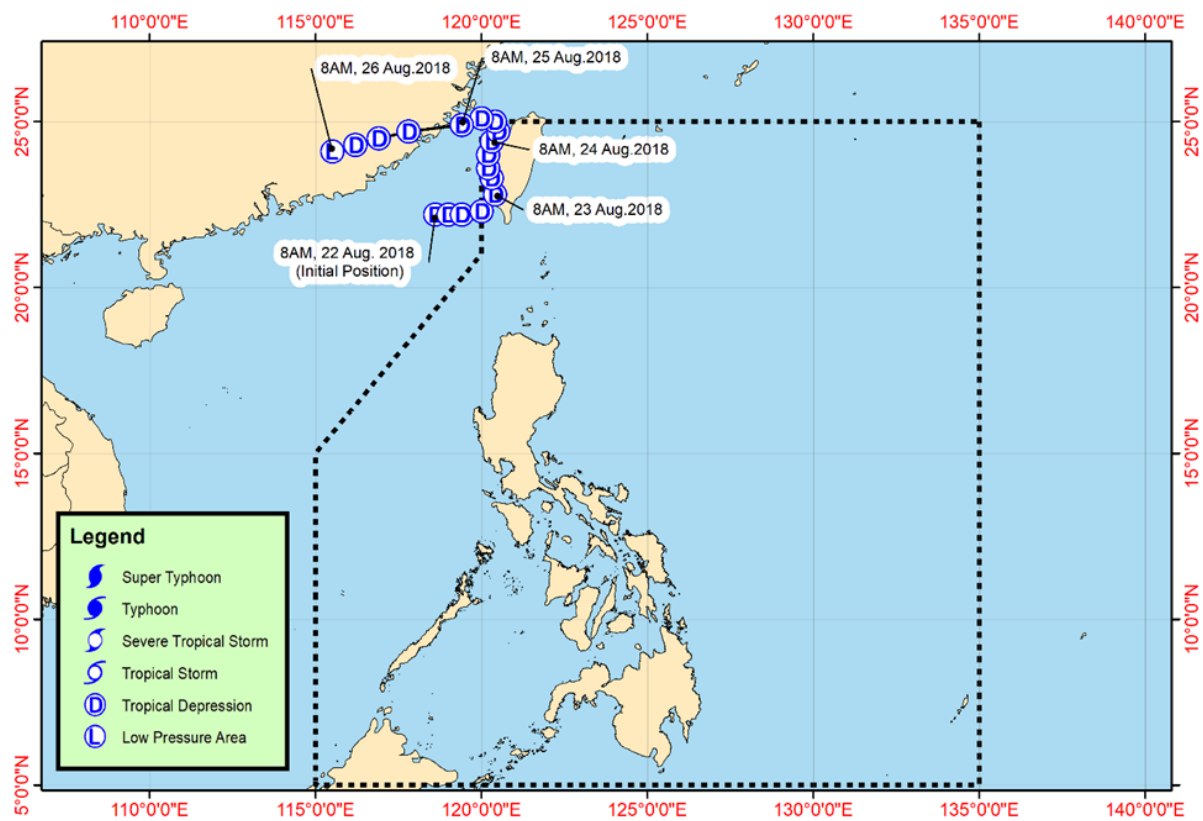 110°0'0"E 115°0'0"E 120°0'0"E 125°0'0"E 130°0'0"E 135°0'0"E 140°0'0"E
8AM, 26 Aug.2018
8AM, 25 Aug.2018
25°0'0"N
25°0'0"N
8AM, 24 Aug.2018
8AM, 23 Aug.2018
8AM, 22 Aug. 2018
(Initial Position)
D D D D D D D
L D D D
D D D D
D D D D D
20°0'0"N
20°0'0"N
15°0'0"N
15°0'0"N
Legend
Super Typhoon
Typhoon
Severe Tropical Storm
Tropical Storm
D Tropical Depression
L Low Pressure Area
10°0'0"N
10°0'0"N
5°0'0"N
5°0'0"N
110°0'0"E 115°0'0"E 120°0'0"E 125°0'0"E 130°0'0"E 135°0'0"E 140°0'0"E